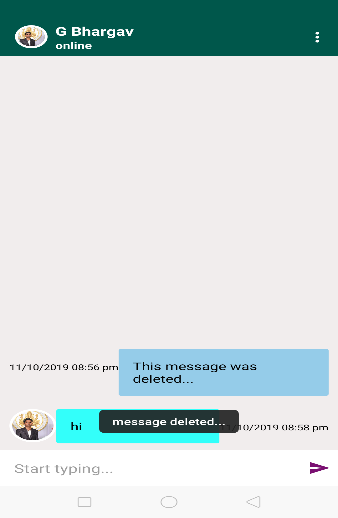 G Bhargav
online
11/10/2019 08:56 pm
This message was
deleted...
hi
message deleted...
/10/2019 08:58 pm
Start typing...